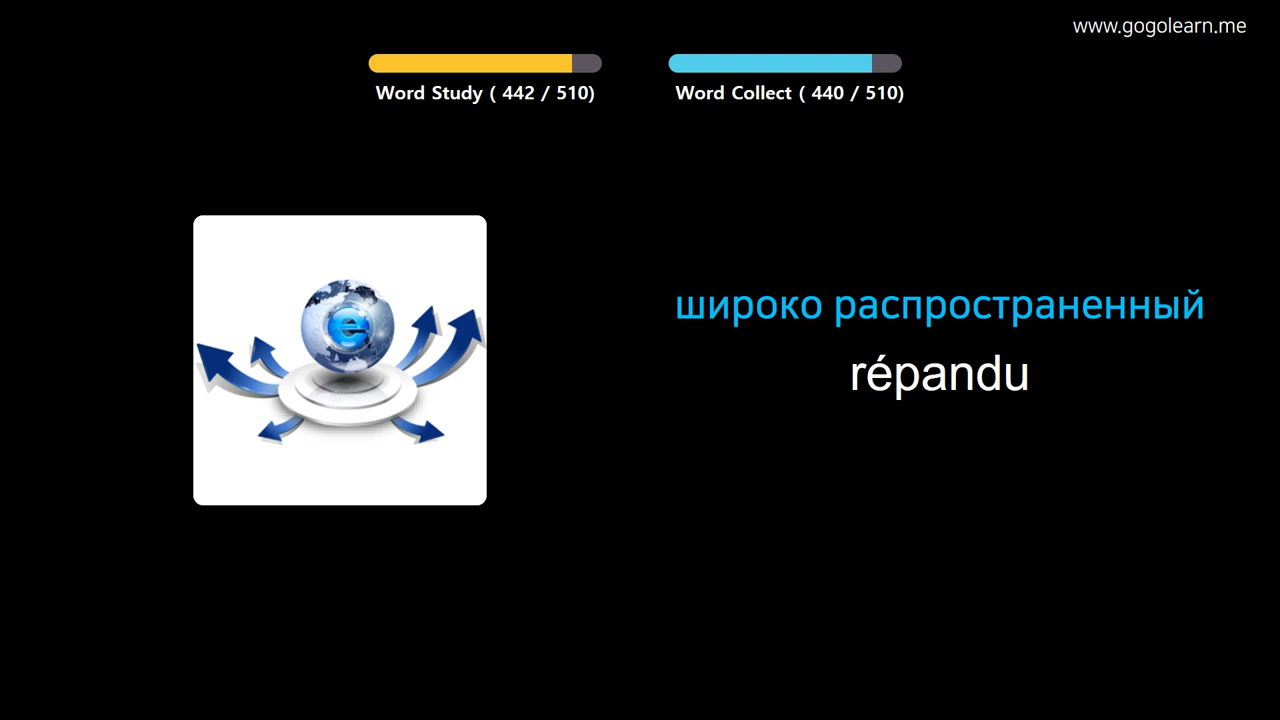 www.gogolearn.me
Word Study ( 442 / 510)
Word Collect ( 440 / 510)
e
широко распространенный
répandu